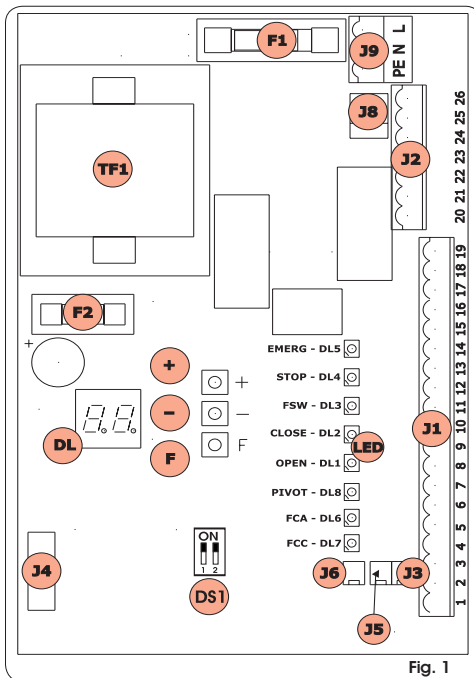 F1
J9
PE N L
J8
TF1
J2
20 21 22 23 24 25 26
F2
+
+
+
EMERG - DL5
STOP - DL4
−
−
FSW - DL3
8.8.
DL
CLOSE - DL2
LED
J1
F
F
OPEN - DL1
PIVOT - DL8
FCA - DL6
FCC - DL7
1 2 3 4 5 6 7 8 9 10 11 12 13 14 15 16 17 18 19
ON
1 2
DS1
J4
J6
J3
J5
Fig. 1